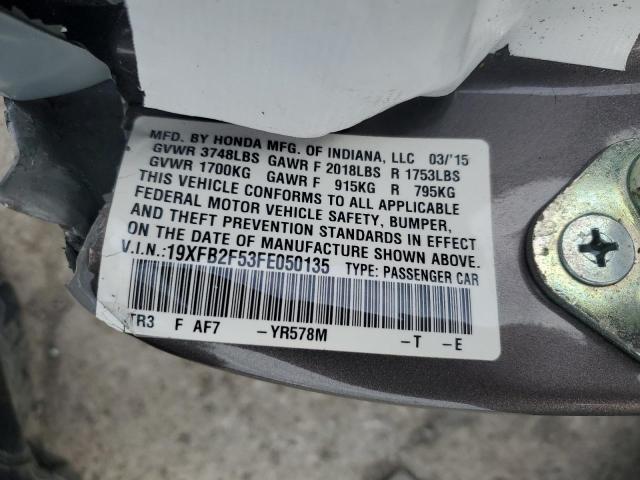 MFD. BY HONDA MFG. OF INDIANA, LLC 03/'15
GVWR 3748LBS GAWR F 2018LBS R 1753LBS
GVWR 1700KG GAWR F 915KG R 795KG
THIS VEHICLE CONFORMS TO ALL APPLICABLE
FEDERAL MOTOR VEHICLE SAFETY, BUMPER,
AND THEFT PREVENTION STANDARDS IN EFFECT
ON THE DATE OF MANUFACTURE SHOWN ABOVE.
V.I.N.:19XFB2F53FE050135 TYPE: PASSENGER CAR
TR3 F AF7 -YR578M -T -E